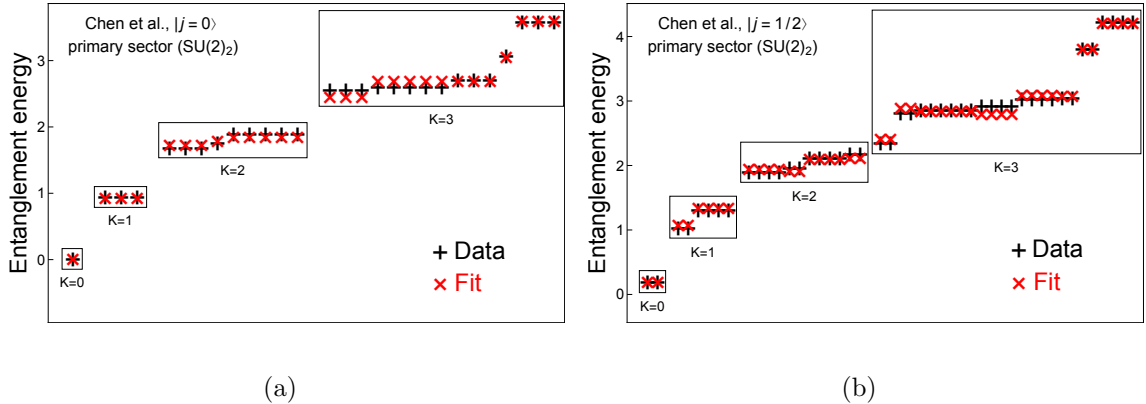 Chen et al., |j = 0⟩
primary sector (SU(2)₂)
Entanglement energy
3
2
1
0
K=0
K=1
K=2
K=3
+ Data
× Fit
(a)
Chen et al., |j = 1/2⟩
primary sector (SU(2)₂)
Entanglement energy
4
3
2
1
0
K=0
K=1
K=2
K=3
+ Data
× Fit
(b)